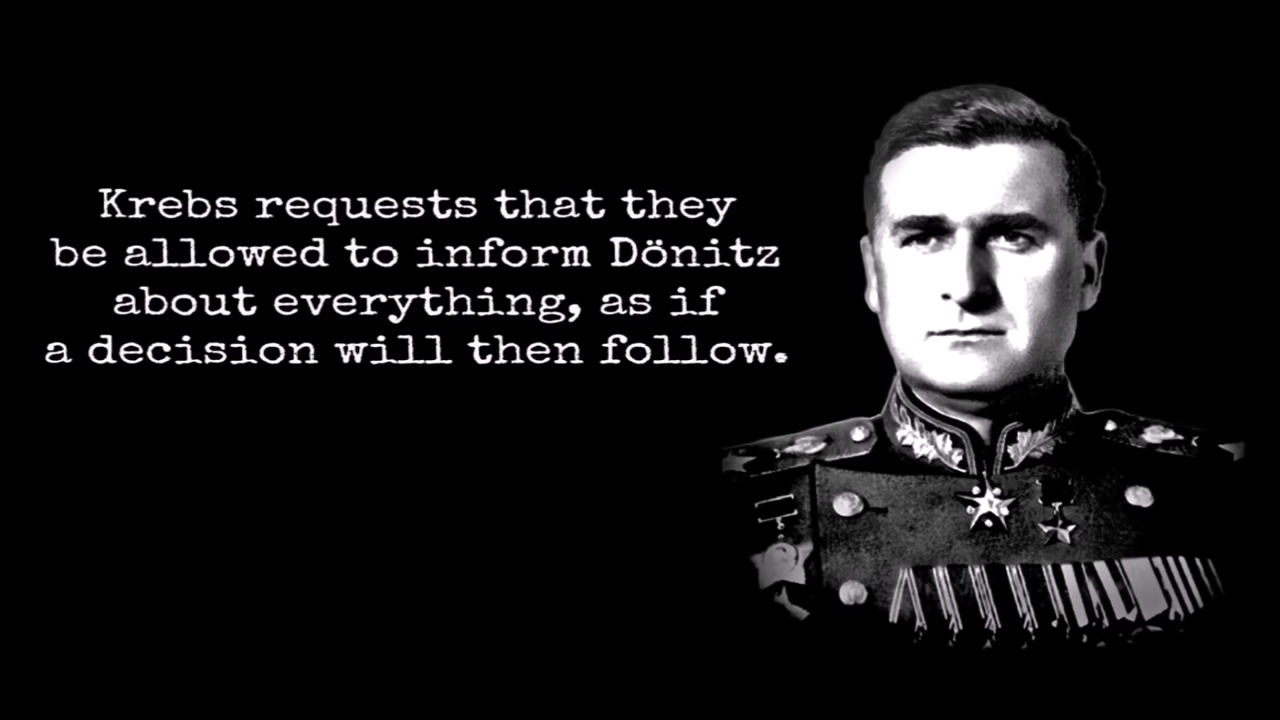 Krebs requests that they
be allowed to inform Dönitz
about everything, as if
a decision will then follow.